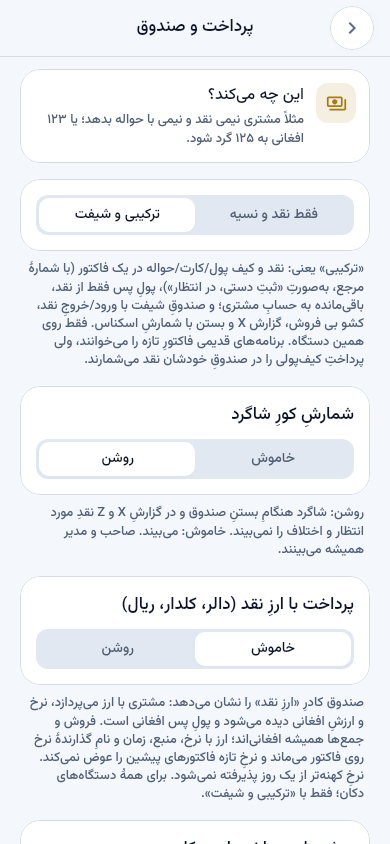 پرداخت و صندوق
این چه می‌کند؟
مثلاً مشتری نیمی نقد و نیمی با حواله بدهد؛ یا ۱۲۳
افغانی به ۱۲۵ گرد شود.
فقط نقد و نسیه
ترکیبی و شیفت
«ترکیبی» یعنی: نقد و کیف پول/کارت/حواله در یک فاکتور (با شمارهٔ
مرجع، به‌صورتِ «ثبتِ دستی، در انتظار»)، پولِ پس فقط از نقد،
باقی‌مانده به حسابِ مشتری؛ و صندوقِ شیفت با ورود/خروجِ نقد،
کشو بی فروش، گزارش X و بستن با شمارشِ اسکناس. فقط روی
همین دستگاه. برنامه‌های قدیمی فاکتورِ تازه را می‌خوانند، ولی
پرداختِ کیف‌پولی را در صندوقِ خودشان نقد می‌شمارند.
شمارشِ کورِ شاگرد
خاموش
روشن
روشن: شاگرد هنگامِ بستنِ صندوق و در گزارشِ X و Z نقدِ مورد
انتظار و اختلاف را نمی‌بیند. خاموش: می‌بیند. صاحب و مدیر
همیشه می‌بینند.
پرداخت با ارزِ نقد (دالر، کلدار، ریال)
خاموش
روشن
صندوق کادرِ «ارزِ نقد» را نشان می‌دهد: مشتری با ارز می‌پردازد، نرخ
و ارزشِ افغانی دیده می‌شود و پولِ پس افغانی است. فروش و
جمع‌ها همیشه افغانی‌اند؛ ارز با نرخ، منبع، زمان و نامِ گذارندهٔ نرخ
روی فاکتور می‌ماند و نرخِ تازه فاکتورهای پیشین را عوض نمی‌کند.
نرخِ کهنه‌تر از یک روز پذیرفته نمی‌شود. برای همهٔ دستگاه‌های
دکان؛ فقط با «ترکیبی و شیفت».